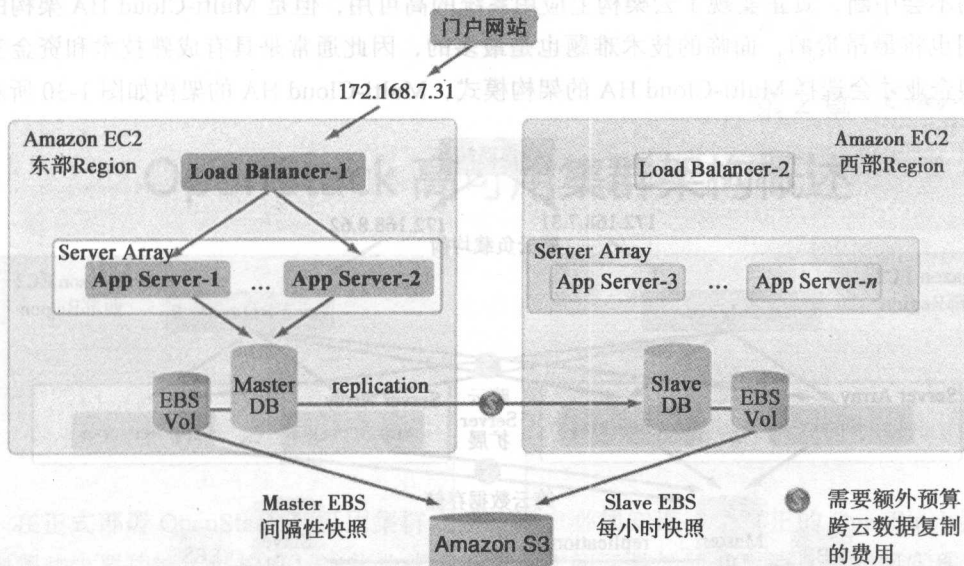 门户网站
172.168.7.31
Amazon EC2
东部Region
Load Balancer-1
Server Array
App Server-1
...
App Server-2
EBS
Vol
Master
DB
replication
Amazon EC2
西部Region
Load Balancer-2
Server Array
App Server-3
...
App Server-n
Slave
DB
EBS
Vol
Master EBS
间隔性快照
Slave EBS
每小时快照
Amazon S3
需要额外预算
跨云数据复制
的费用